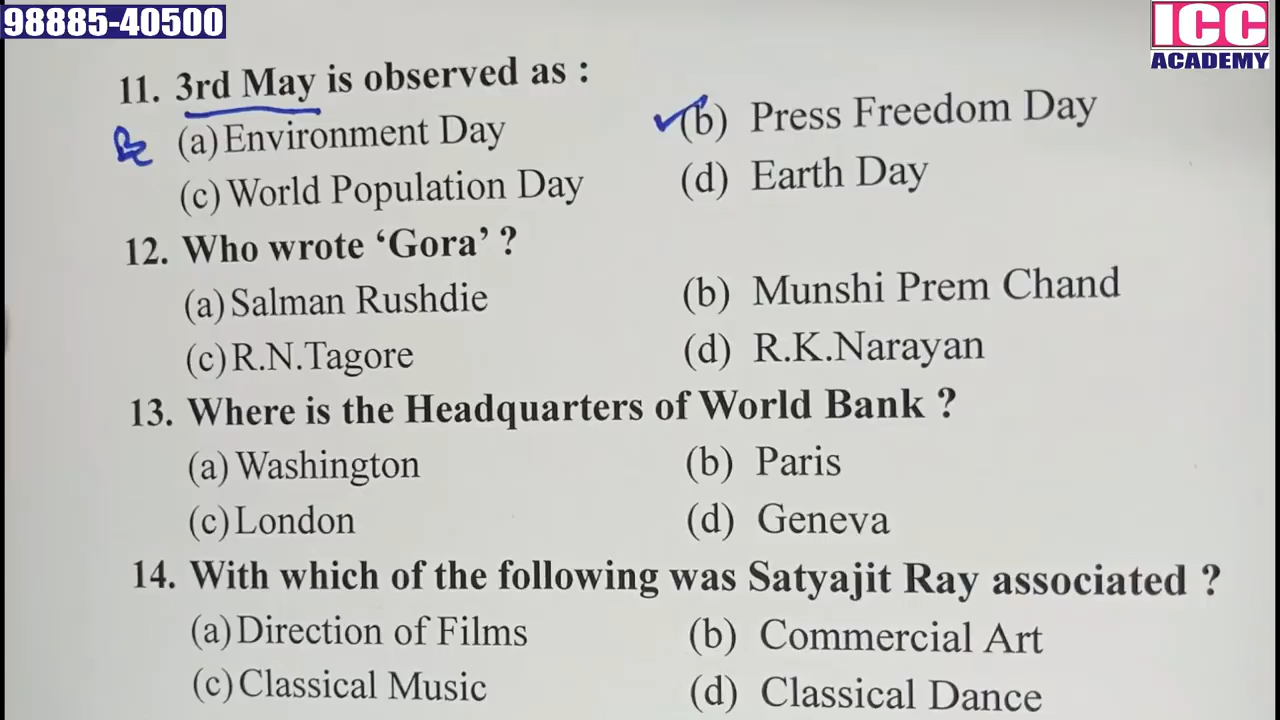 98885-40500
ICC
ACADEMY
11. 3rd May is observed as :
(a) Environment Day (b) Press Freedom Day
(c) World Population Day (d) Earth Day
12. Who wrote ‘Gora’ ?
(a) Salman Rushdie (b) Munshi Prem Chand
(c) R.N.Tagore (d) R.K.Narayan
13. Where is the Headquarters of World Bank ?
(a) Washington (b) Paris
(c) London (d) Geneva
14. With which of the following was Satyajit Ray associated ?
(a) Direction of Films (b) Commercial Art
(c) Classical Music (d) Classical Dance